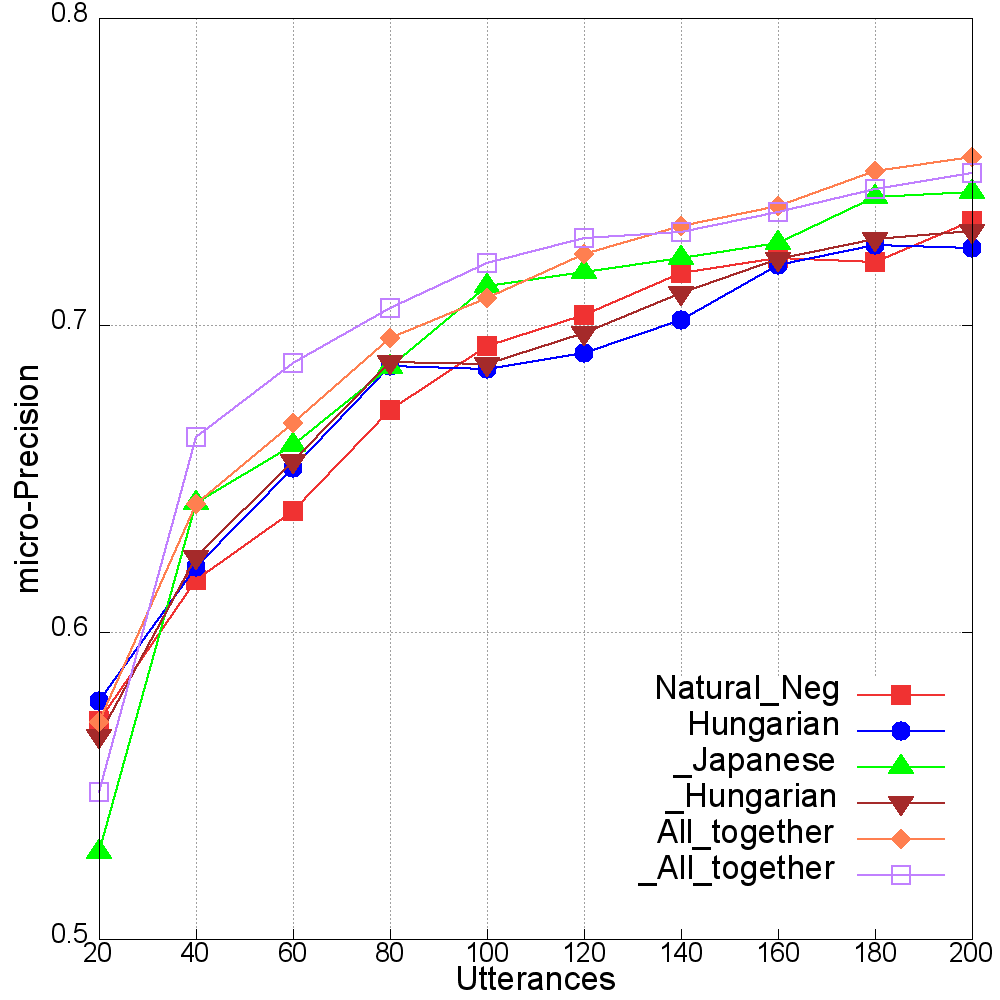 0.8
0.7
0.6
0.5
micro-Precision
Natural_Neg
Hungarian
_Japanese
_Hungarian
All_together
_All_together
20 40 60 80 100 120 140 160 180 200
Utterances